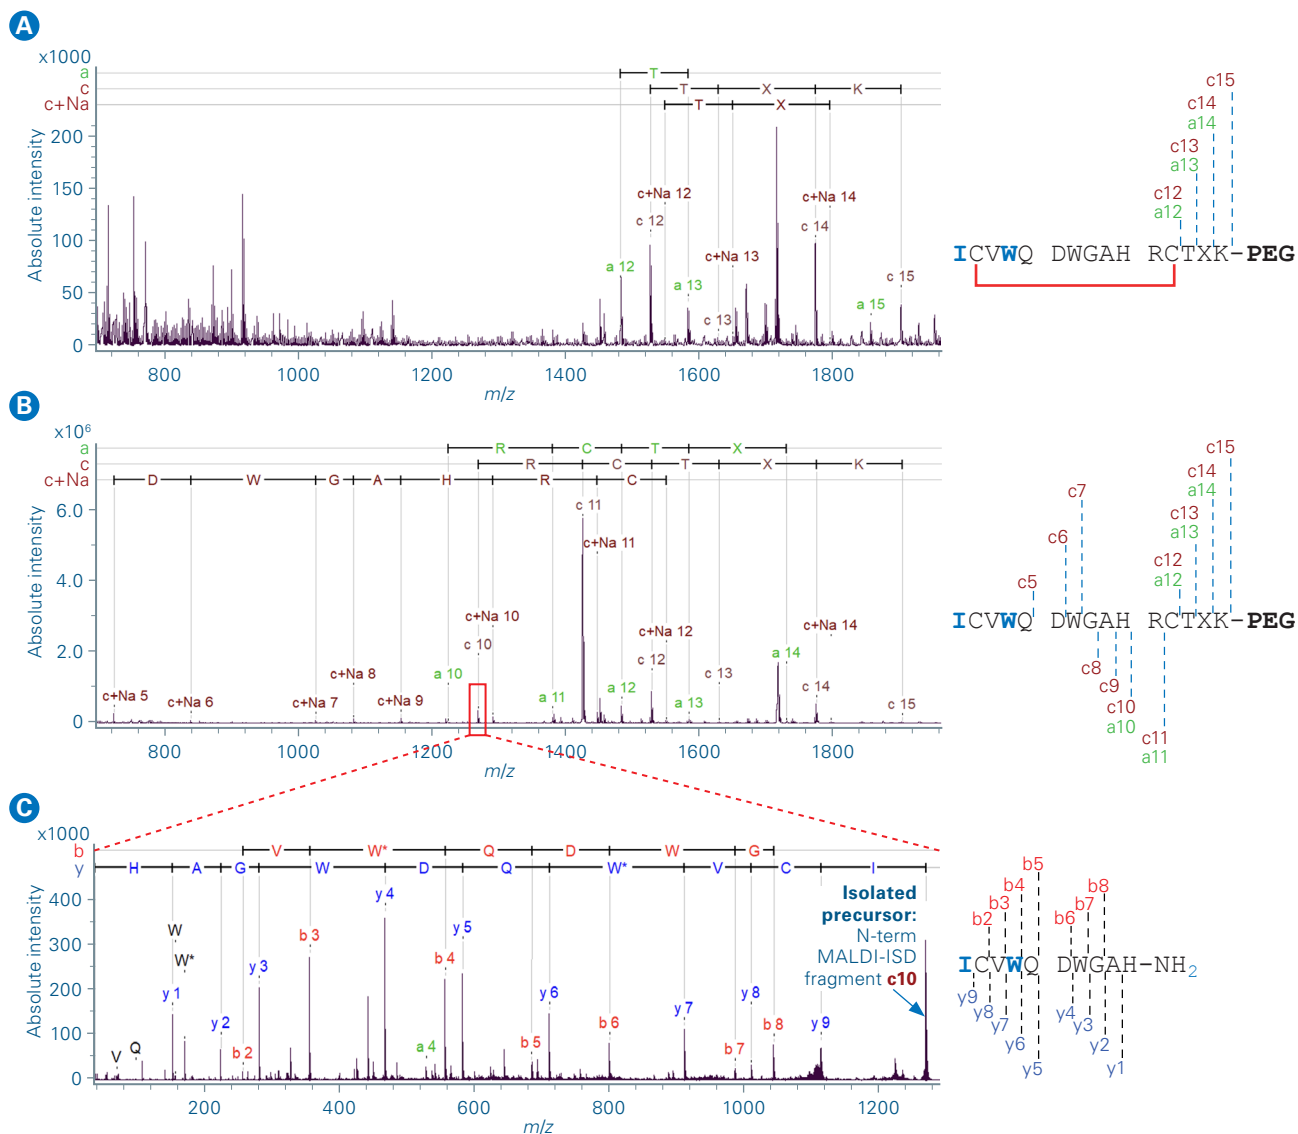 A
x1000
a
c
c+Na
T
T X K
T X
Absolute intensity
200
150
100
50
0
a 12
c 12
c+Na 12
a 13
c 13
c+Na 13
c 14
c+Na 14
a 15
c 15
800 1000 1200 1400 1600 1800
m/z
c15
c14
a14
c13
a13
c12
a12
ICVWQ DWGAH RCTXK-PEG
B
x10⁶
a
c
c+Na
R C T X
R C T X K
D W G A H R C
Absolute intensity
6.0
4.0
2.0
0
c+Na 5
c+Na 6
c+Na 7
c+Na 8
c+Na 9
a 10
c 10
c+Na 10
a 11
c 11
c+Na 11
a 12
c 12
c+Na 12
a 13
c 13
a 14
c 14
c+Na 14
c 15
800 1000 1200 1400 1600 1800
m/z
c15
c14
a14
c7
c13
a13
c6
c12
a12
c5
ICVWQ DWGAH RCTXK-PEG
c8
c9
c10
a10
c11
a11
C
x1000
b
y
V W* Q D W G
H A G W D Q W* V C I
Absolute intensity
400
300
200
100
0
V
Q
y 1
W
W*
y 2
b 2
y 3
b 3
y 4
a 4
b 4
y 5
b 5
y 6
b 6
y 7
b 7
y 8
b 8
y 9
Isolated
precursor:
N-term
MALDI-ISD
fragment c10
200 400 600 800 1000 1200
m/z
b5
b4
b8
b3
b7
b2
b6
ICVWQ DWGAH-NH₂
y9
y8
y7
y6
y5
y4
y3
y2
y1